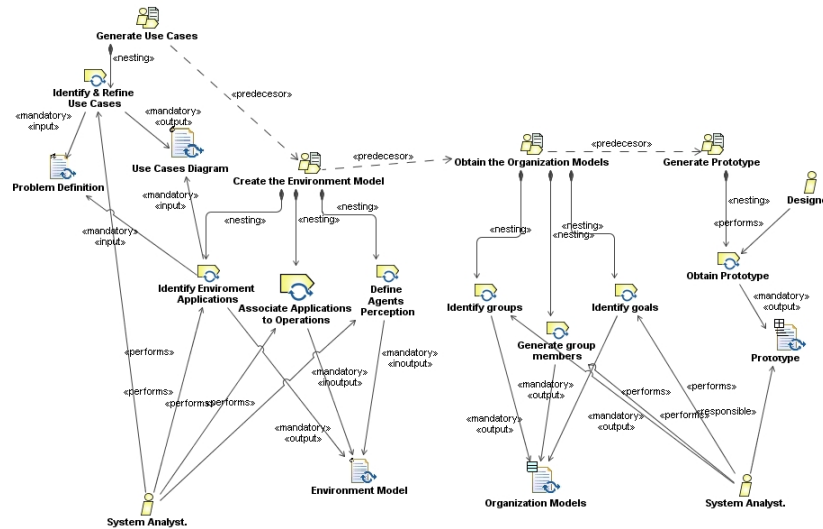 Generate Use Cases
«nesting»
Identify & Refine
Use Cases
«mandatory»
«input»
«mandatory»
«output»
Problem Definition
Use Cases Diagram
«predecesor»
Create the Environment Model
«predecesor»
Obtain the Organization Models
«predecesor»
Generate Prototype
Designe
«mandatory»
«input»
«mandatory»
«input»
«nesting»
«nesting»
«nesting»
«nesting»
«nesting»
«nesting»
«nesting»
«performs»
Identify Enviroment
Applications
Associate Applications
to Operations
Define
Agents
Perception
Identify groups
Generate group
members
Identify goals
Obtain Prototype
«mandatory»
«output»
Prototype
«performs»
«performs»
«performs»
«performs»
«mandatory»
«inoutput»
«mandatory»
«inoutput»
«mandatory»
«output»
«mandatory»
«output»
«mandatory»
«output»
«mandatory»
«output»
«performs»
«performs»
«responsible»
Environment Model
Organization Models
System Analyst.
System Analyst.